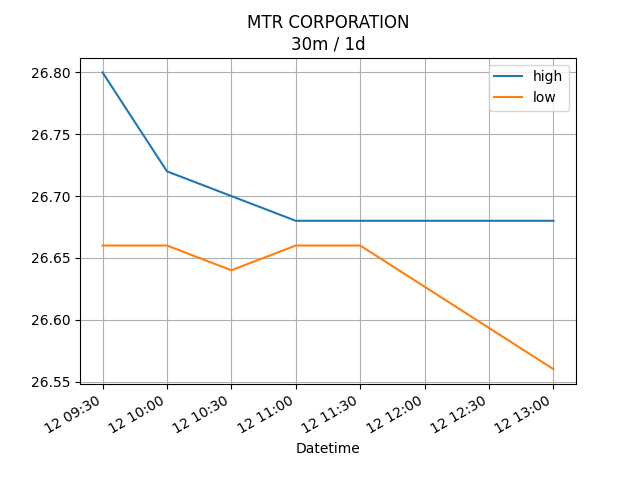 MTR CORPORATION
30m / 1d
high
low
26.80
26.75
26.70
26.65
26.60
26.55
12 09:30
12 10:00
12 10:30
12 11:00
12 11:30
12 12:00
12 12:30
12 13:00
Datetime